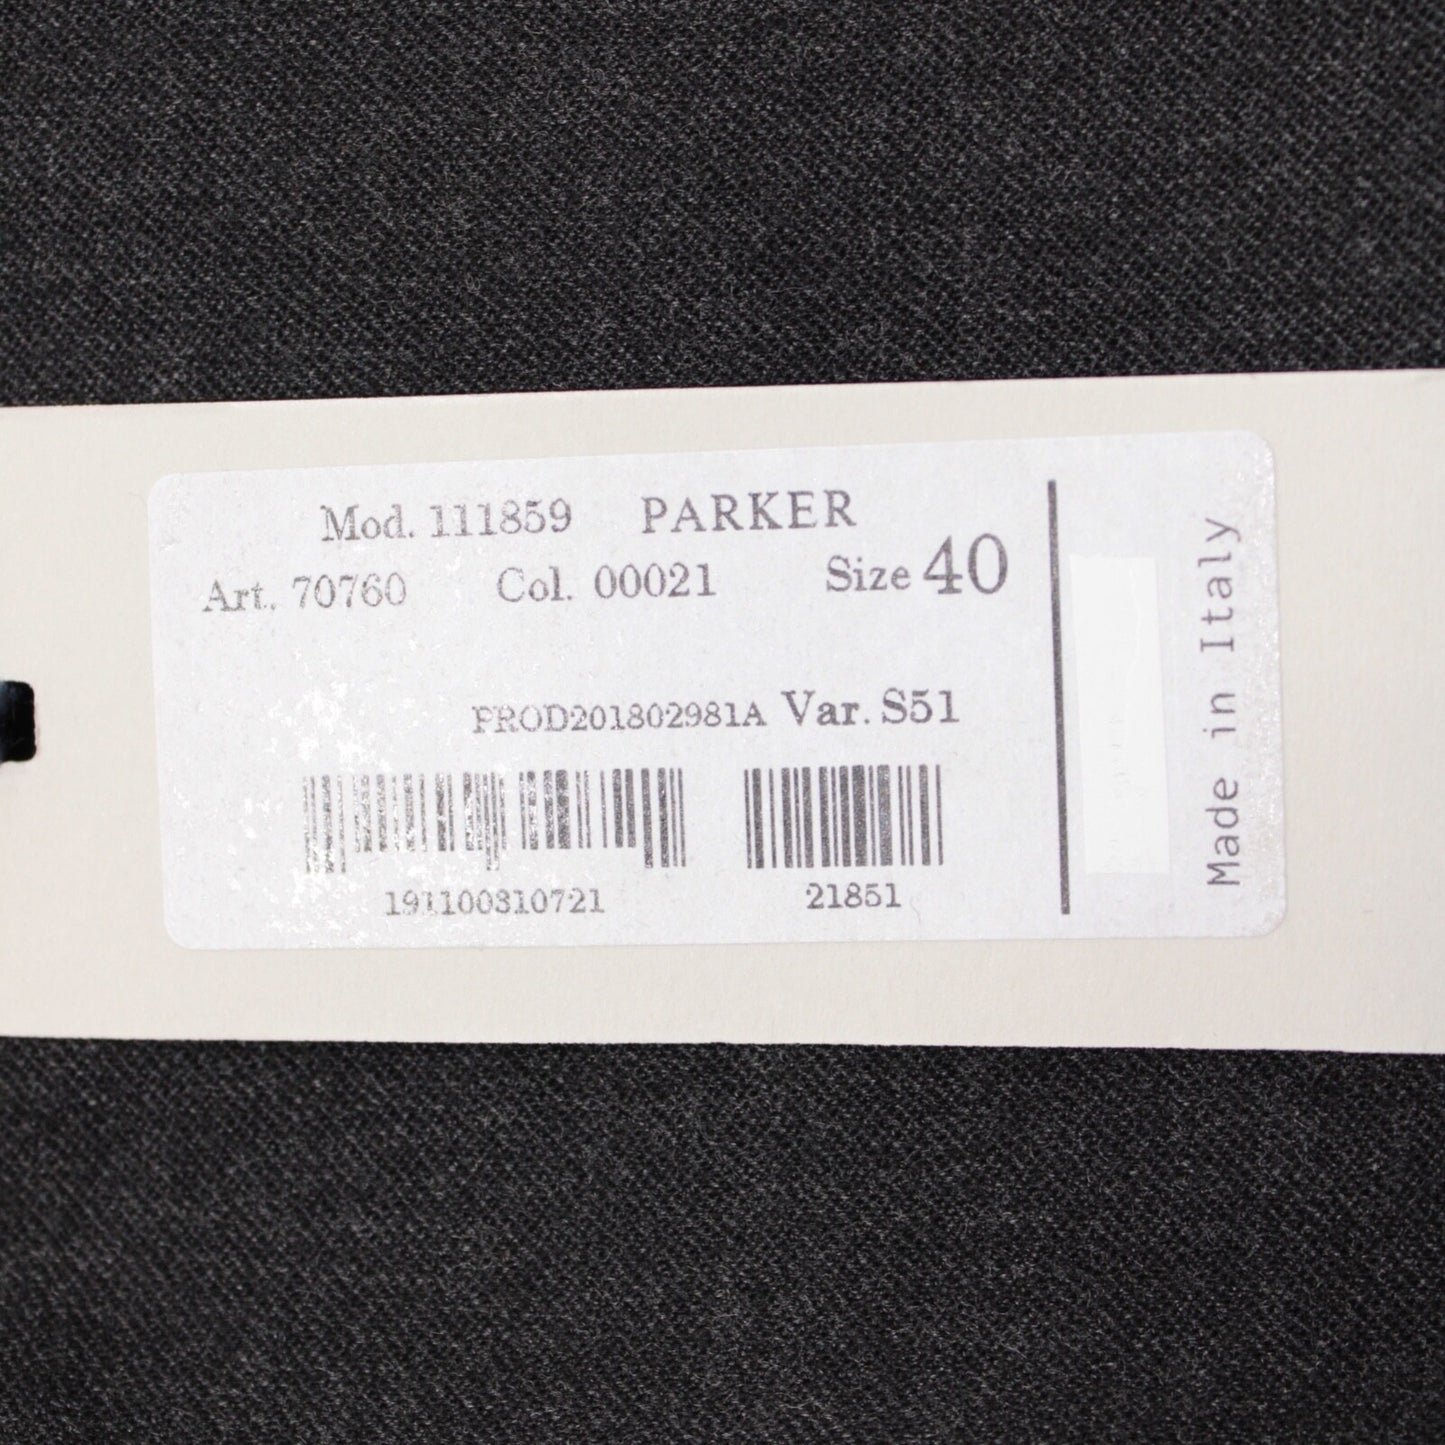 Mod. 111859 PARKER
Art. 70760 Col. 00021 Size 40
PROD201802981A Var. S51
191100310721 21851
Made in Italy